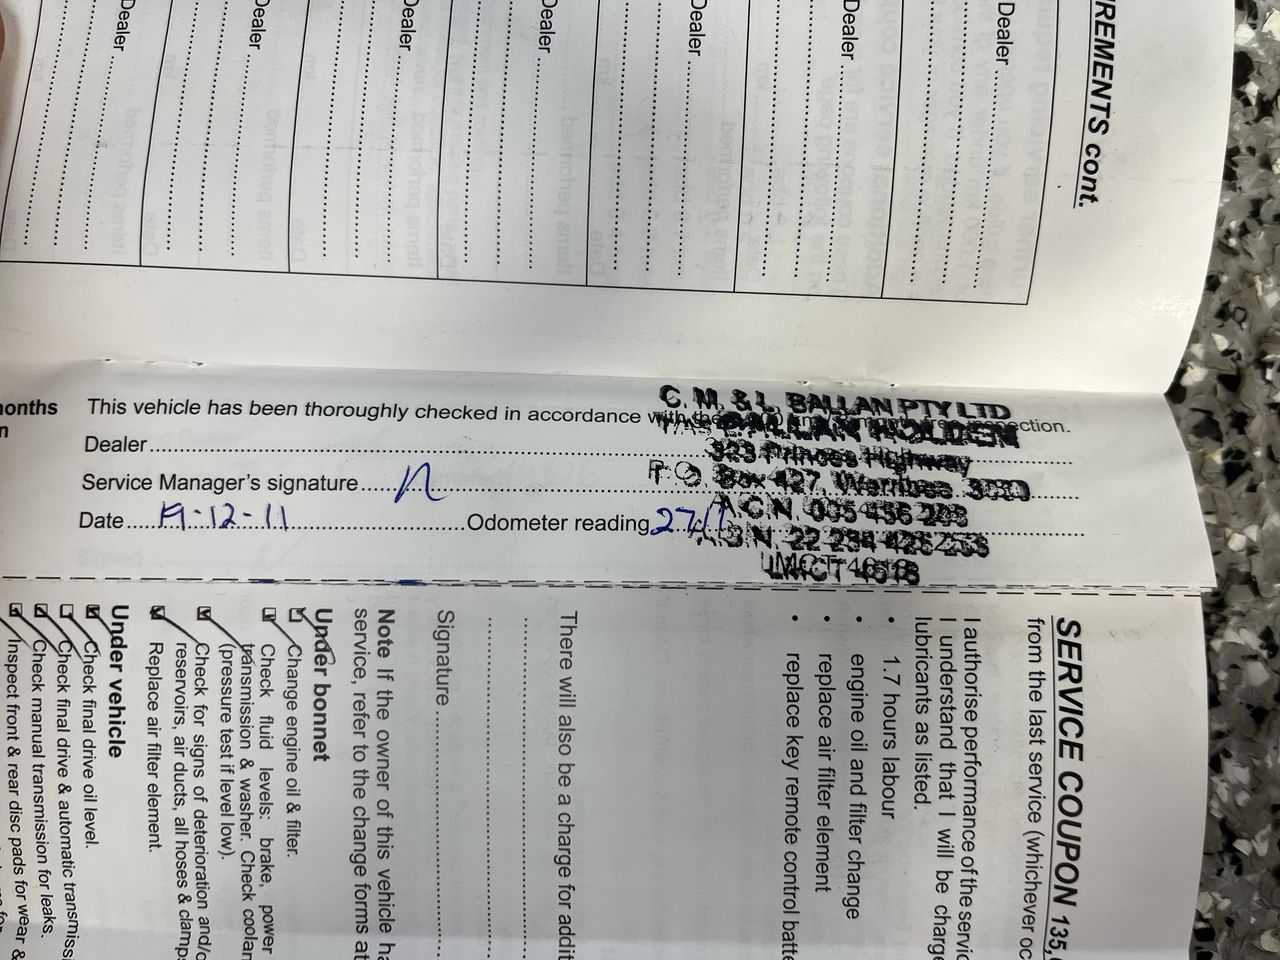 REMENTS cont.
Dealer
Dealer
Dealer
Dealer
Dealer
Dealer
Dealer
This vehicle has been thoroughly checked in accordance with the
ection.
Dealer
Service Manager's signature
Date 19-12-11 Odometer reading
C. M. & L. BALLAN PTY LTD
BALLAN HOLDEN
323 Princes Highway
P.O. Box 427, Werribee 3030
A.C.N. 005 456 208
A.B.N.
LMCT
onths
SERVICE COUPON 135,
from the last service (whichever oc
I authorise performance of the servic
I understand that I will be charge
lubricants as listed.
• 1.7 hours labour
• engine oil and filter change
• replace air filter element
• replace key remote control batte
There will also be a charge for addit
Signature
Note If the owner of this vehicle ha
service, refer to the change forms at
Under bonnet
Change engine oil & filter.
Check fluid levels: brake, power
transmission & washer. Check coolan
(pressure test if level low).
Check for signs of deterioration and/o
reservoirs, air ducts, all hoses & clamps
Replace air filter element.
Under vehicle
Check final drive oil level.
Check final drive & automatic transmissi
Check manual transmission for leaks.
Inspect front & rear disc pads for wear &